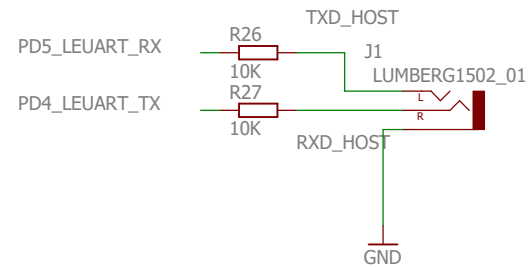 TXD_HOST
PD5_LEUART_RX
R26
10K
J1
LUMBERG1502_01
L
PD4_LEUART_TX
R27
10K
R
RXD_HOST
GND